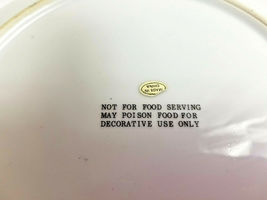 NOT FOR FOOD SERVING
MAY POISON FOOD FOR
DECORATIVE USE ONLY